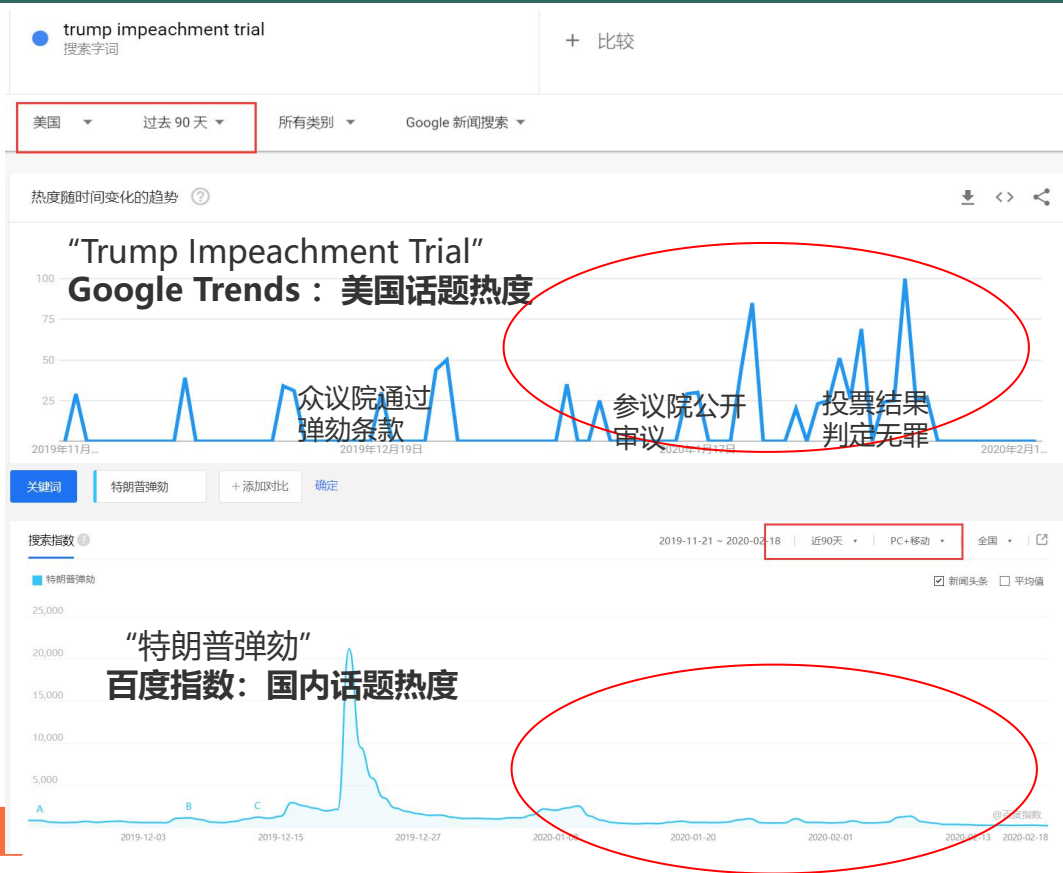 trump impeachment trial
搜索字词
+ 比较
美国 过去 90 天 所有类别 Google 新闻搜索
热度随时间变化的趋势
“Trump Impeachment Trial”
Google Trends ： 美国话题热度
100
75
50
25
众议院通过
弹劾条款
参议院公开
审议
投票结果
判定无罪
2019年11月... 2019年12月19日 2020年1月17日 2020年2月1...
关键词 特朗普弹劾 +添加对比 确定
搜索指数 2019-11-21 ~ 2020-02-18 近90天 PC+移动 全国
特朗普弹劾 新闻头条 平均值
25,000
“特朗普弹劾”
20,000
百度指数：国内话题热度
15,000
10,000
5,000
A B C
@百度指数
2019-12-03 2019-12-15 2019-12-27 2020-01-08 2020-01-20 2020-02-01 2020-02-13 2020-02-18